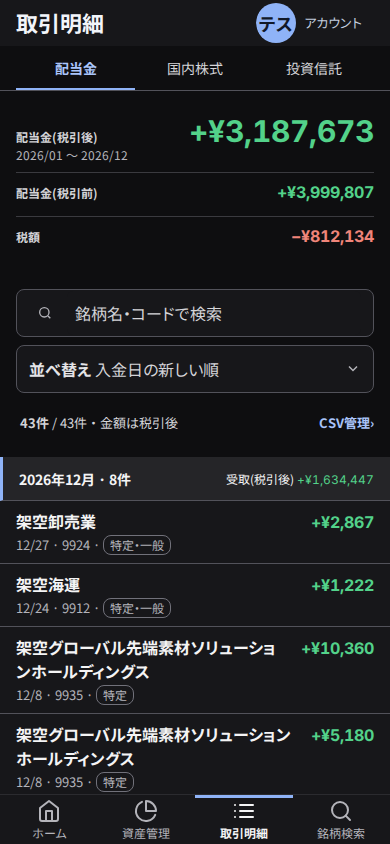 取引明細
テス アカウント
配当金 国内株式 投資信託
配当金(税引後) +¥3,187,673
2026/01 〜 2026/12
配当金(税引前) +¥3,999,807
税額 −¥812,134
銘柄名・コードで検索
並べ替え 入金日の新しい順
43件 / 43件・金額は税引後 CSV管理›
2026年12月・8件 受取(税引後) +¥1,634,447
架空卸売業 +¥2,867
12/27・9924・特定・一般
架空海運 +¥1,222
12/24・9912・特定・一般
架空グローバル先端素材ソリューショ +¥10,360
ンホールディングス
12/8・9935・特定
架空グローバル先端素材ソリューション +¥5,180
ホールディングス
12/8・9935・特定
ホーム 資産管理 取引明細 銘柄検索